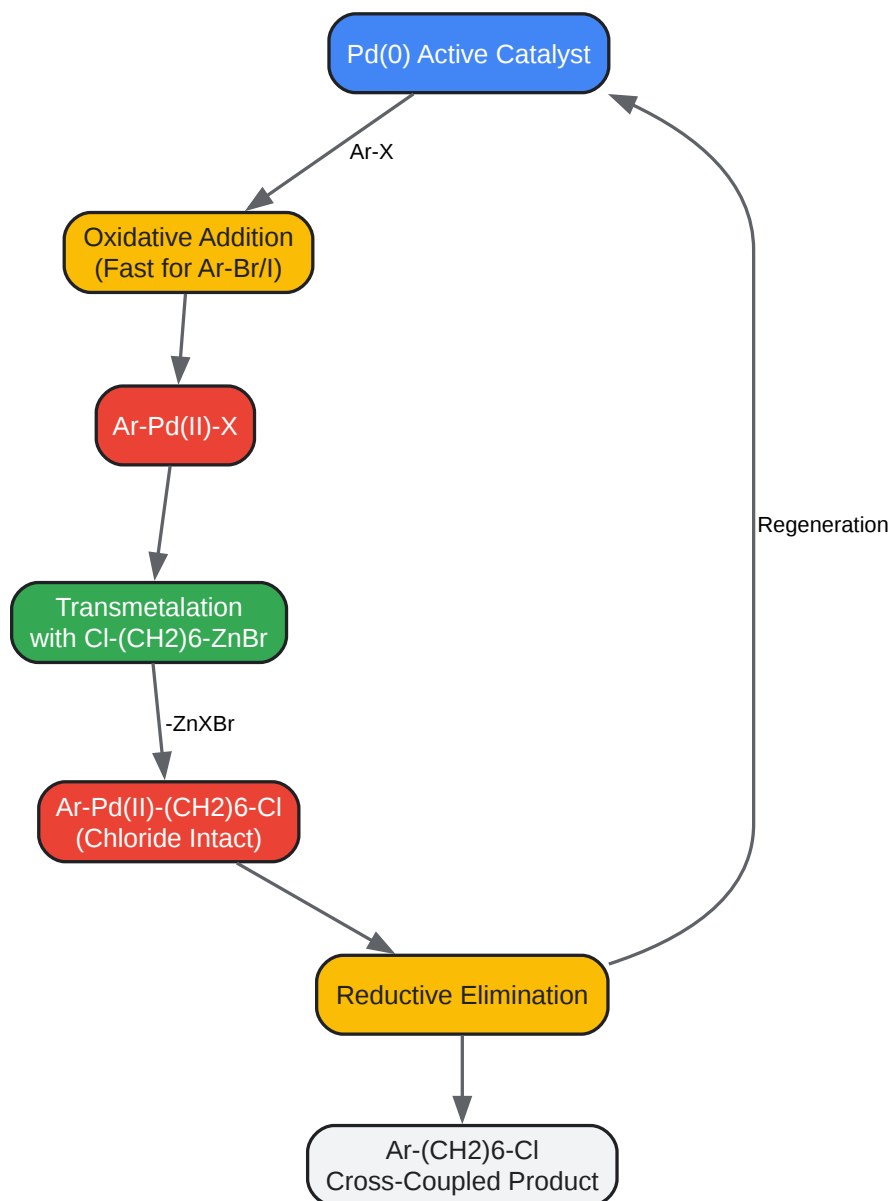 Pd(0) Active Catalyst
Ar-X
Oxidative Addition
(Fast for Ar-Br/I)
Ar-Pd(II)-X
Regeneration
Transmetalation
with Cl-(CH2)6-ZnBr
-ZnXBr
Ar-Pd(II)-(CH2)6-Cl
(Chloride Intact)
Reductive Elimination
Ar-(CH2)6-Cl
Cross-Coupled Product